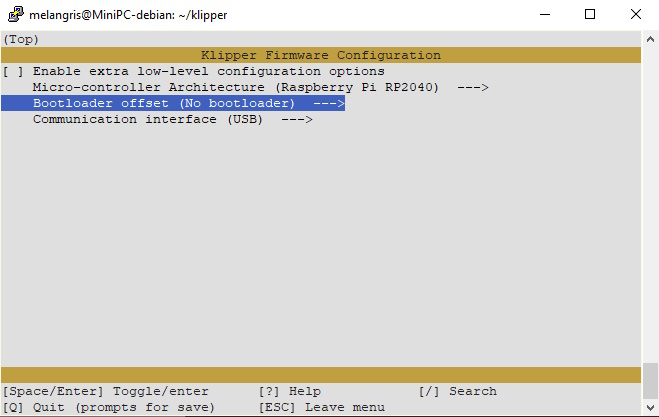 melangris@MiniPC-debian: ~/klipper
(Top)
Klipper Firmware Configuration
[ ] Enable extra low-level configuration options
Micro-controller Architecture (Raspberry Pi RP2040)  --->
Bootloader offset (No bootloader)  --->
Communication interface (USB)  --->
[Space/Enter] Toggle/enter [?] Help [/] Search
[Q] Quit (prompts for save) [ESC] Leave menu